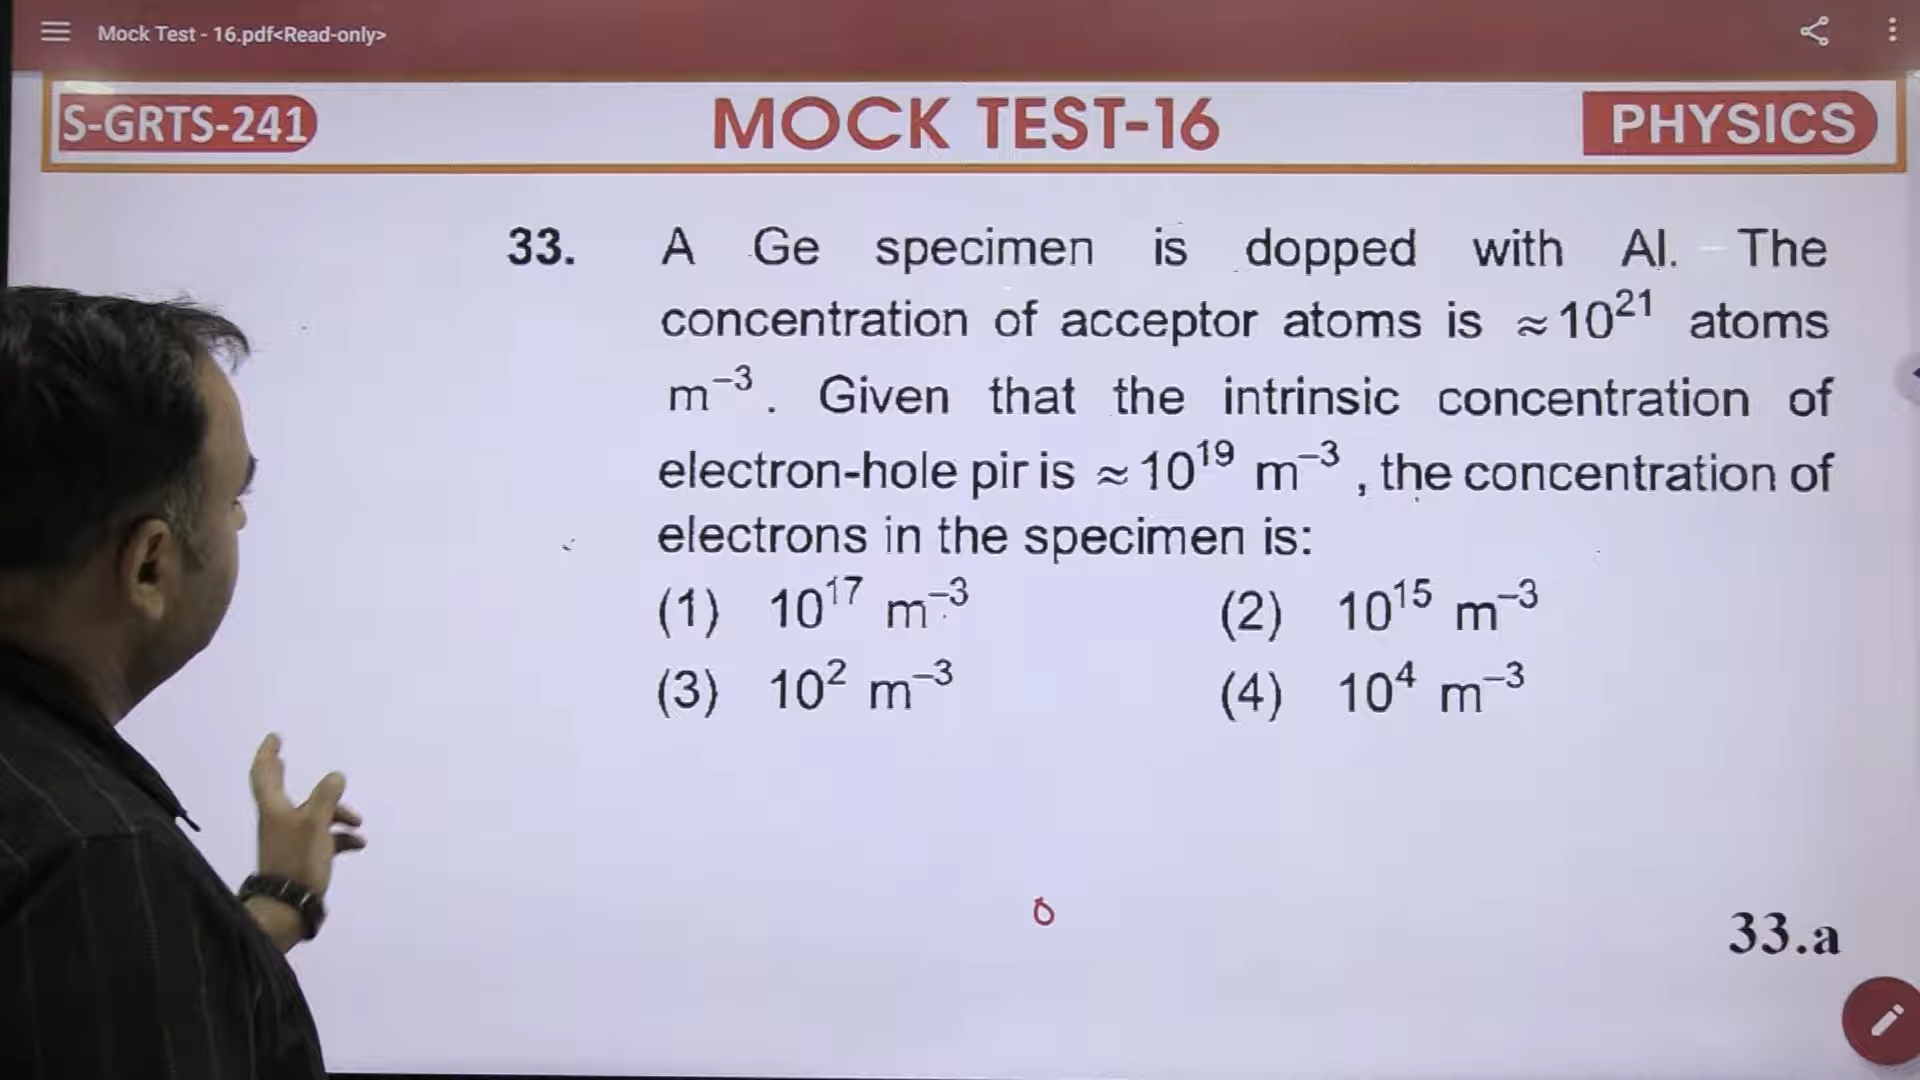 Mock Test - 16.pdf<Read-only>
S-GRTS-241 MOCK TEST-16 PHYSICS
33. A Ge specimen is dopped with Al. The
concentration of acceptor atoms is ≈10²¹ atoms
m⁻³. Given that the intrinsic concentration of
electron-hole pir is ≈10¹⁹ m⁻³, the concentration of
electrons in the specimen is:
(1) 10¹⁷ m⁻³ (2) 10¹⁵ m⁻³
(3) 10² m⁻³ (4) 10⁴ m⁻³
33.a